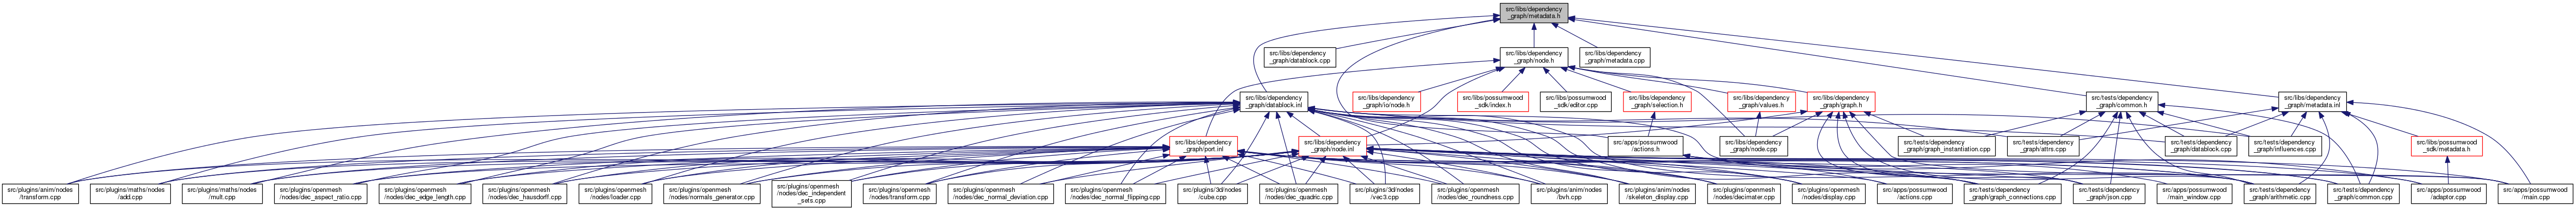 src/libs/dependency
_graph/metadata.h
src/libs/dependency
_graph/datablock.cpp
src/libs/dependency
_graph/node.h
src/libs/dependency
_graph/metadata.cpp
src/libs/dependency
_graph/datablock.inl
src/libs/dependency
_graph/io/node.h
src/libs/possumwood
_sdk/index.h
src/libs/possumwood
_sdk/editor.cpp
src/libs/dependency
_graph/selection.h
src/libs/dependency
_graph/values.h
src/libs/dependency
_graph/graph.h
src/tests/dependency
_graph/common.h
src/libs/dependency
_graph/metadata.inl
src/libs/dependency
_graph/port.inl
src/libs/dependency
_graph/node.inl
src/apps/possumwood
/actions.h
src/libs/dependency
_graph/node.cpp
src/tests/dependency
_graph/graph_instantiation.cpp
src/tests/dependency
_graph/attrs.cpp
src/tests/dependency
_graph/datablock.cpp
src/tests/dependency
_graph/influences.cpp
src/libs/possumwood
_sdk/metadata.h
src/plugins/anim/nodes
/transform.cpp
src/plugins/maths/nodes
/add.cpp
src/plugins/maths/nodes
/mult.cpp
src/plugins/openmesh
/nodes/dec_aspect_ratio.cpp
src/plugins/openmesh
/nodes/dec_edge_length.cpp
src/plugins/openmesh
/nodes/dec_hausdorff.cpp
src/plugins/openmesh
/nodes/loader.cpp
src/plugins/openmesh
/nodes/normals_generator.cpp
src/plugins/openmesh
/nodes/dec_independent
_sets.cpp
src/plugins/openmesh
/nodes/transform.cpp
src/plugins/openmesh
/nodes/dec_normal_deviation.cpp
src/plugins/openmesh
/nodes/dec_normal_flipping.cpp
src/plugins/3d/nodes
/cube.cpp
src/plugins/openmesh
/nodes/dec_quadric.cpp
src/plugins/3d/nodes
/vec3.cpp
src/plugins/openmesh
/nodes/dec_roundness.cpp
src/plugins/anim/nodes
/bvh.cpp
src/plugins/anim/nodes
/skeleton_display.cpp
src/plugins/openmesh
/nodes/decimater.cpp
src/plugins/openmesh
/nodes/display.cpp
src/apps/possumwood
/actions.cpp
src/tests/dependency
_graph/graph_connections.cpp
src/tests/dependency
_graph/json.cpp
src/apps/possumwood
/main_window.cpp
src/tests/dependency
_graph/arithmetic.cpp
src/tests/dependency
_graph/common.cpp
src/apps/possumwood
/adaptor.cpp
src/apps/possumwood
/main.cpp